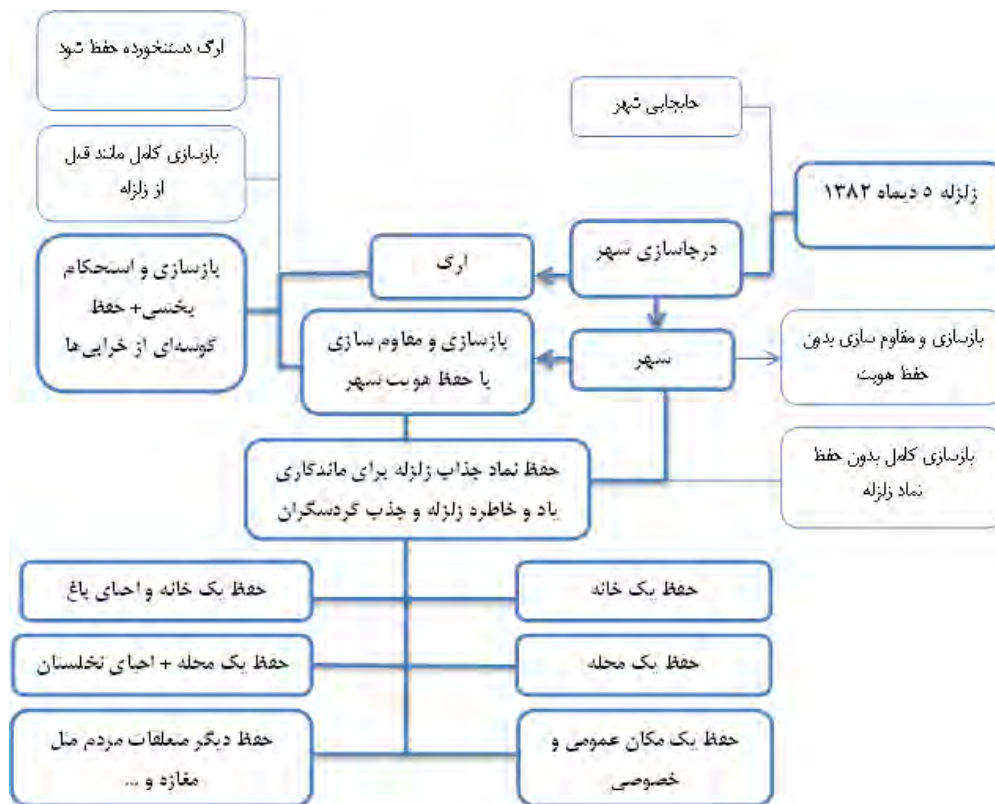 ارگ دستنخورده حفظ شود
جابجایی شهر
بازسازی کامل مانند قبل
از زلزله
زلزله ۵ دیماه ۱۳۸۲
درجاسازی شهر
ارگ
بازسازی و استحکام
بخشی+ حفظ
گوشه‌ای از خرابی‌ها
بازسازی و مقاوم سازی
با حفظ هویت شهر
شهر
بازسازی و مقاوم سازی بدون
حفظ هویت
حفظ نماد جذاب زلزله برای ماندگاری
یاد و خاطره زلزله و جذب گردشگران
بازسازی کامل بدون حفظ
نماد زلزله
حفظ یک خانه
حفظ یک خانه و احیای باغ
حفظ یک محله
حفظ یک محله + احیای نخلستان
حفظ یک مکان عمومی و
خصوصی
حفظ دیگر متعلقات مردم مثل
مغازه و ...